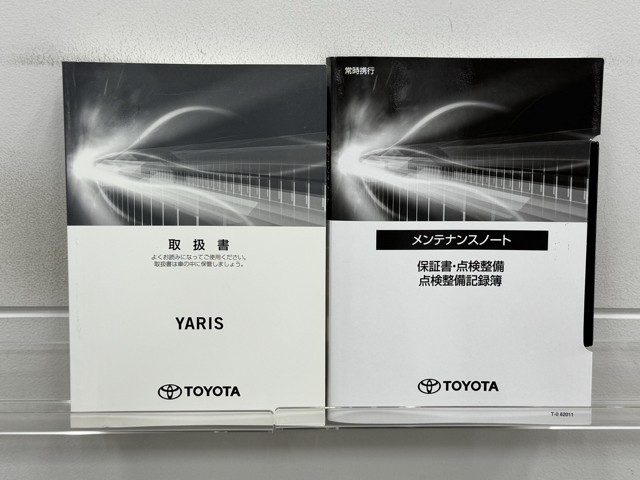 取扱書
よくお読みになってご使用ください。
取扱書は車の中に保管しましょう。
YARIS
TOYOTA
常時携行
メンテナンスノート
保証書・点検整備
点検整備記録簿
TOYOTA
T-0 62011